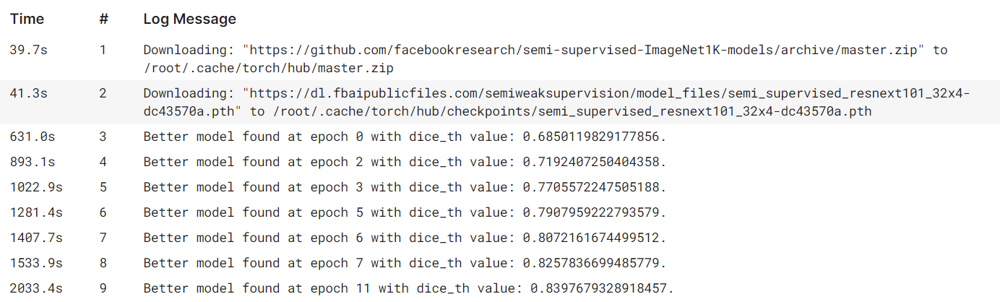 Time # Log Message
39.7s 1 Downloading: "https://github.com/facebookresearch/semi-supervised-ImageNet1K-models/archive/master.zip" to
/root/.cache/torch/hub/master.zip
41.3s 2 Downloading: "https://dl.fbaipublicfiles.com/semiweaksupervision/model_files/semi_supervised_resnext101_32x4-
dc43570a.pth" to /root/.cache/torch/hub/checkpoints/semi_supervised_resnext101_32x4-dc43570a.pth
631.0s 3 Better model found at epoch 0 with dice_th value: 0.6850119829177856.
893.1s 4 Better model found at epoch 2 with dice_th value: 0.7192407250404358.
1022.9s 5 Better model found at epoch 3 with dice_th value: 0.7705572247505188.
1281.4s 6 Better model found at epoch 5 with dice_th value: 0.7907959222793579.
1407.7s 7 Better model found at epoch 6 with dice_th value: 0.8072161674499512.
1533.9s 8 Better model found at epoch 7 with dice_th value: 0.8257836699485779.
2033.4s 9 Better model found at epoch 11 with dice_th value: 0.8397679328918457.